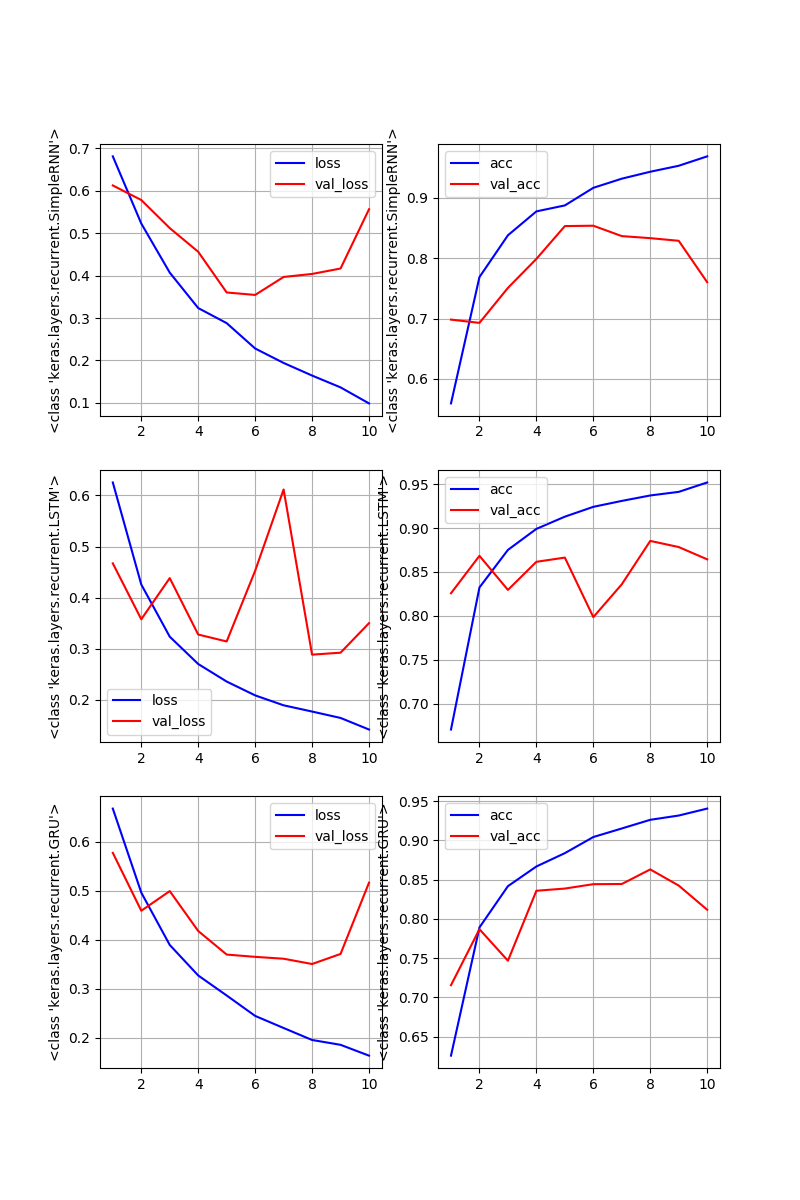 <class 'keras.layers.recurrent.SimpleRNN'>
0.7
0.6
0.5
0.4
0.3
0.2
0.1
loss
val_loss
2 4 6 8 10
<class 'keras.layers.recurrent.SimpleRNN'>
0.9
0.8
0.7
0.6
acc
val_acc
2 4 6 8 10
<class 'keras.layers.recurrent.LSTM'>
0.6
0.5
0.4
0.3
0.2
loss
val_loss
2 4 6 8 10
<class 'keras.layers.recurrent.LSTM'>
0.95
0.90
0.85
0.80
0.75
0.70
acc
val_acc
2 4 6 8 10
<class 'keras.layers.recurrent.GRU'>
0.6
0.5
0.4
0.3
0.2
loss
val_loss
2 4 6 8 10
<class 'keras.layers.recurrent.GRU'>
0.95
0.90
0.85
0.80
0.75
0.70
0.65
acc
val_acc
2 4 6 8 10